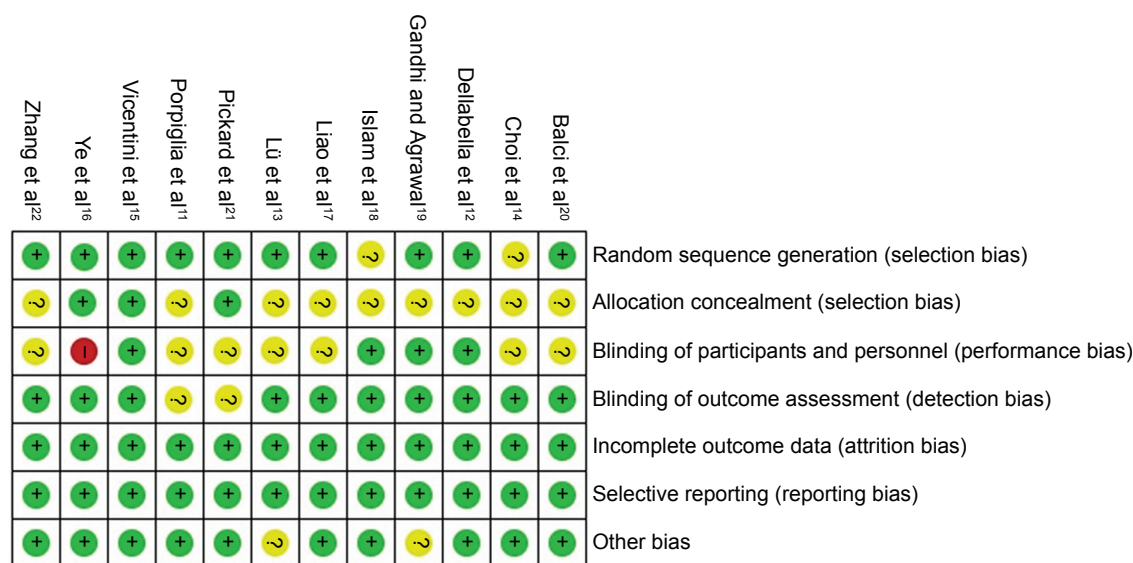 Zhang et al22
Ye et al16
Vicentini et al15
Porpiglia et al11
Pickard et al21
Lü et al13
Liao et al17
Islam et al18
Gandhi and Agrawal19
Dellabella et al12
Choi et al14
Balci et al20
+ + + + + + + ? + + ? + Random sequence generation (selection bias)
? + + ? + ? ? ? ? ? ? ? Allocation concealment (selection bias)
? – + ? ? ? ? + + + ? ? Blinding of participants and personnel (performance bias)
+ + + ? ? + + + + + + + Blinding of outcome assessment (detection bias)
+ + + + + + + + + + + + Incomplete outcome data (attrition bias)
+ + + + + + + + + + + + Selective reporting (reporting bias)
+ + + + + ? + + ? + + + Other bias